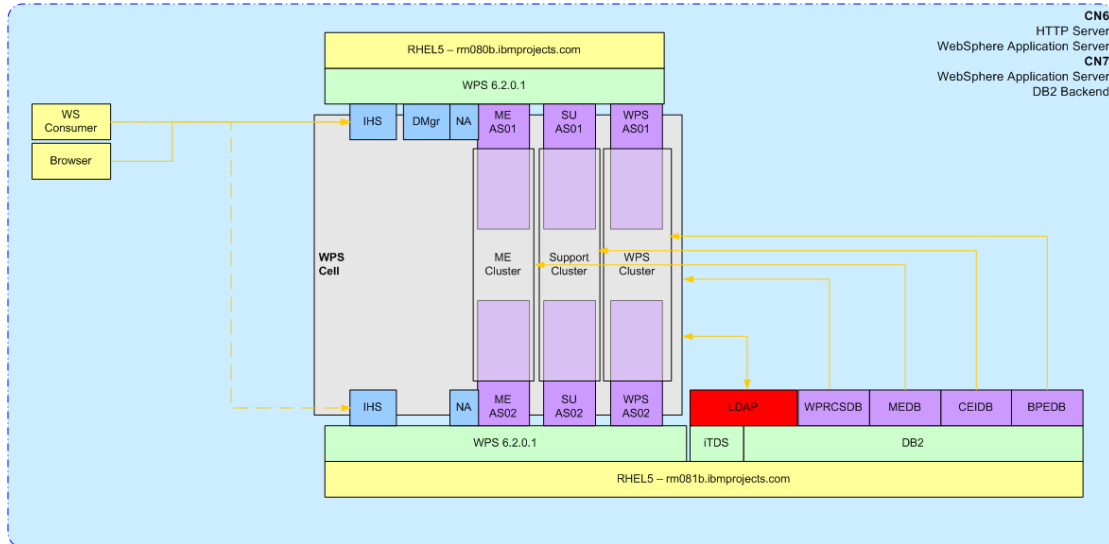 CN6
HTTP Server
WebSphere Application Server
CN7
WebSphere Application Server
DB2 Backend
RHEL5 – rm080b.ibmprojects.com
WPS 6.2.0.1
WS
Consumer
Browser
IHS
DMgr
NA
ME
AS01
SU
AS01
WPS
AS01
WPS
Cell
ME
Cluster
Support
Cluster
WPS
Cluster
IHS
NA
ME
AS02
SU
AS02
WPS
AS02
LDAP
WPRCSDB
MEDB
CEIDB
BPEDB
WPS 6.2.0.1
iTDS
DB2
RHEL5 – rm081b.ibmprojects.com